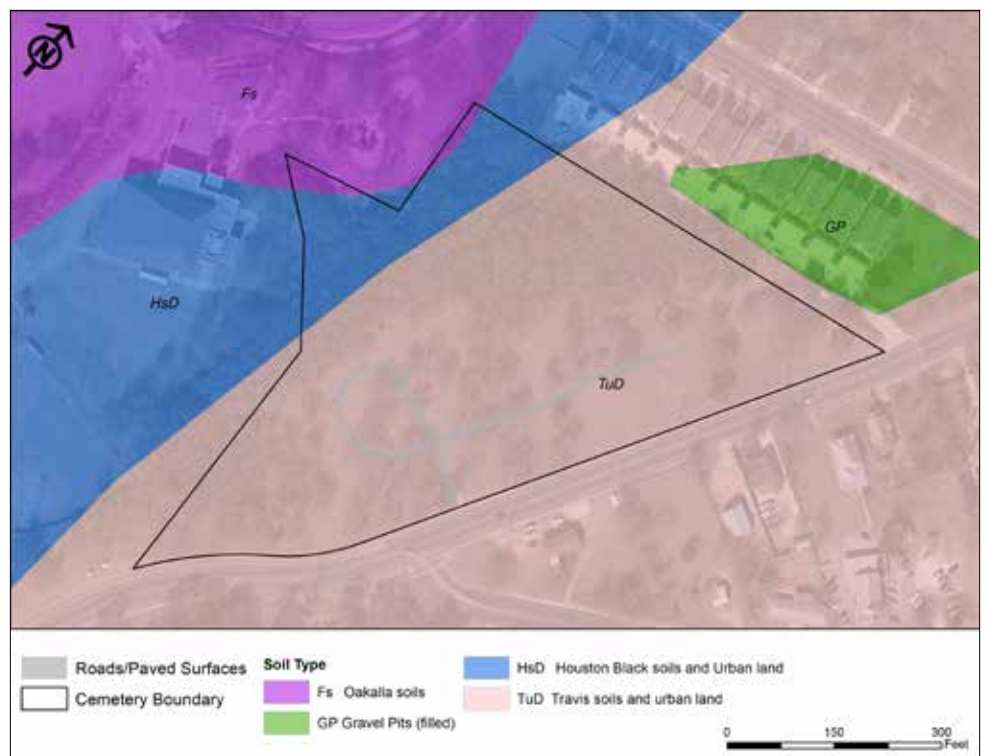 N
Fs
GP
HsD
TuD
Roads/Paved Surfaces
Cemetery Boundary
Soil Type
Fs Oakalla soils
GP Gravel Pits (filled)
HsD Houston Black soils and Urban land
TuD Travis soils and urban land
0 150 300
Feet